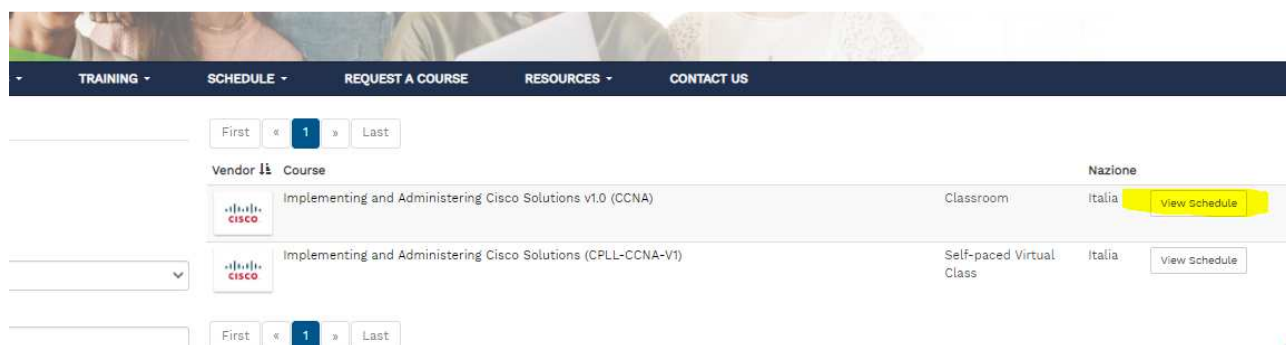 TRAINING SCHEDULE REQUEST A COURSE RESOURCES CONTACT US
First « 1 » Last
Vendor Course Nazione
CISCO Implementing and Administering Cisco Solutions v1.0 (CCNA) Classroom Italia View Schedule
CISCO Implementing and Administering Cisco Solutions (CPLL-CCNA-V1) Self-paced Virtual Italia View Schedule
Class
First « 1 » Last